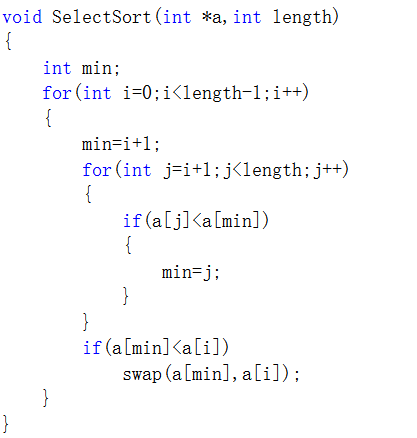 void SelectSort(int *a,int length)
{
    int min;
    for(int i=0;i<length-1;i++)
    {
        min=i+1;
        for(int j=i+1;j<length;j++)
        {
            if(a[j]<a[min])
            {
                min=j;
            }
        }
        if(a[min]<a[i])
            swap(a[min],a[i]);
    }
}